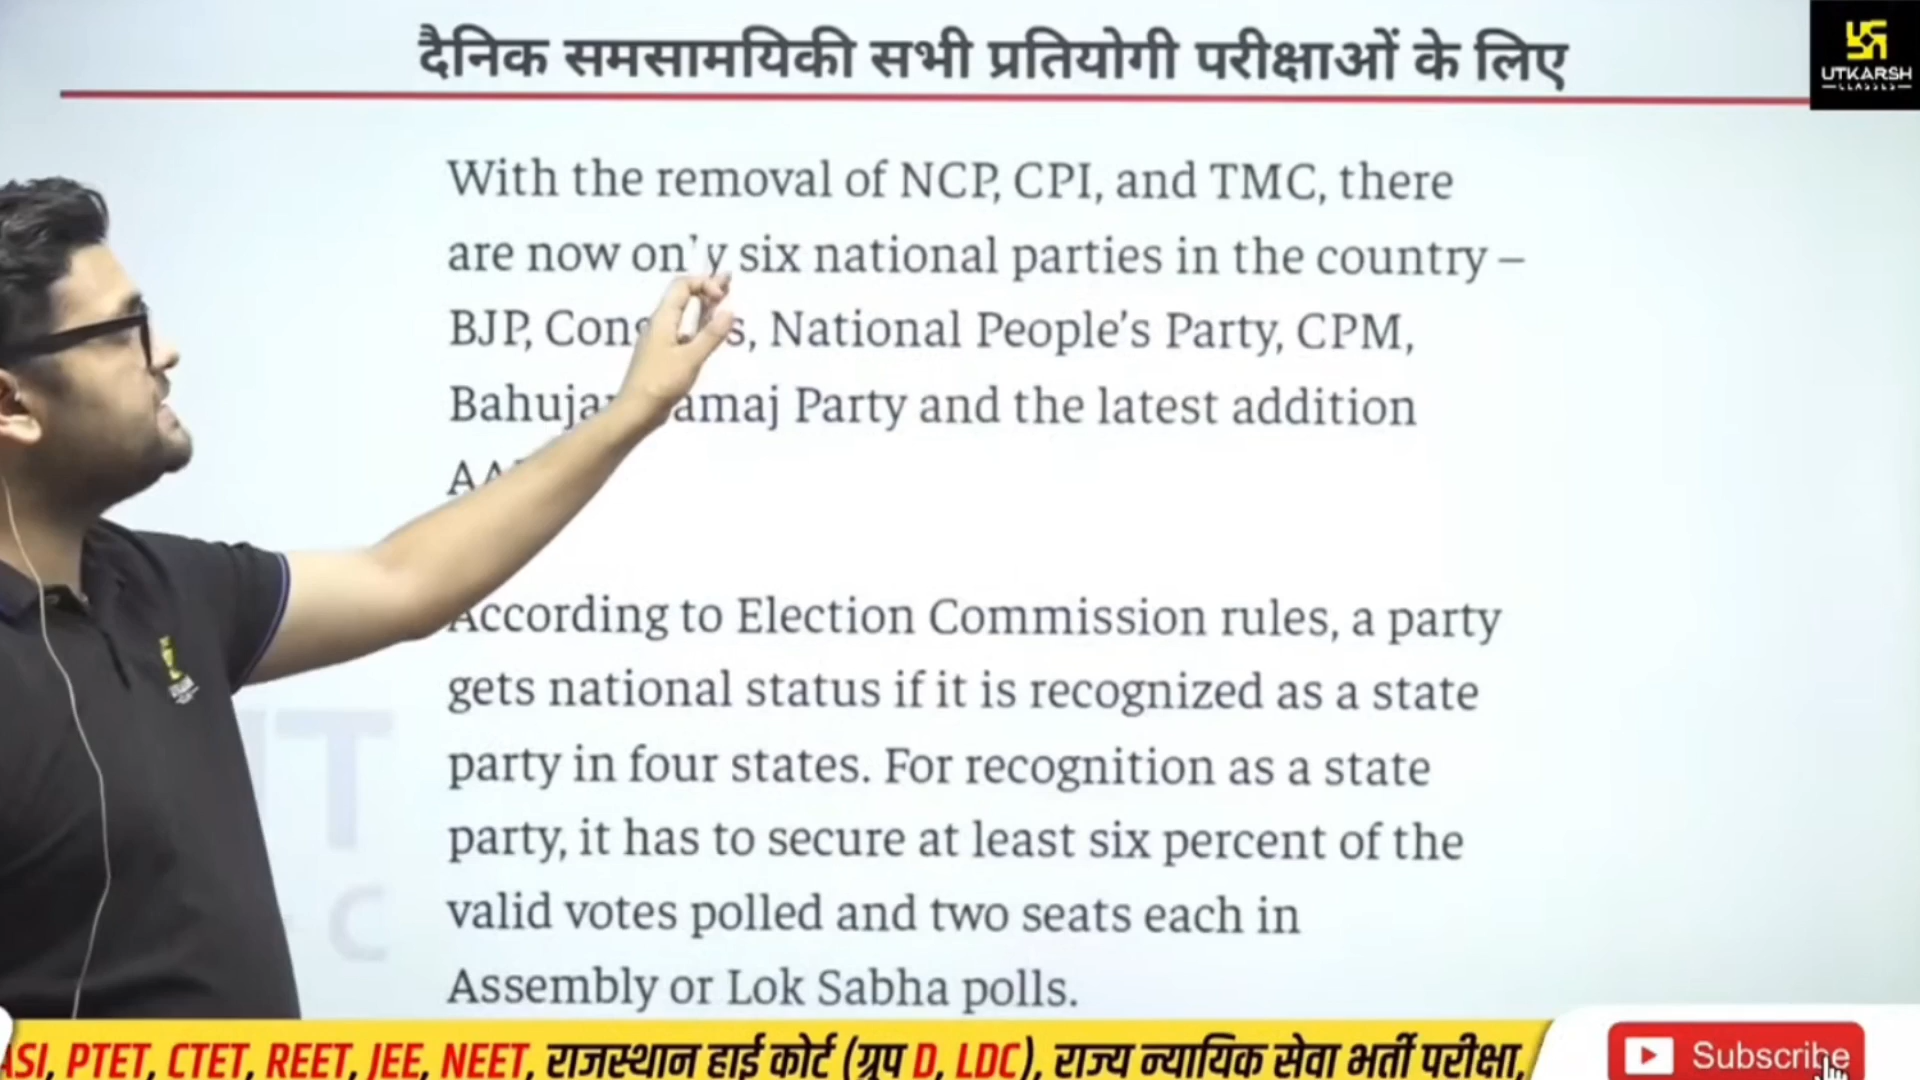 दैनिक समसामयिकी सभी प्रतियोगी परीक्षाओं के लिए
UTKARSH
CLASSES
With the removal of NCP, CPI, and TMC, there
are now on'y six national parties in the country –
BJP, National People's Party, CPM,
Party and the latest addition
According to Election Commission rules, a party
gets national status if it is recognized as a state
party in four states. For recognition as a state
party, it has to secure at least six percent of the
valid votes polled and two seats each in
Assembly or Lok Sabha polls.
ASI, PTET, CTET, REET, JEE, NEET, राजस्थान हाई कोर्ट (ग्रुप D, LDC), राज्य न्यायिक सेवा भर्ती परीक्षा,
Subscribe